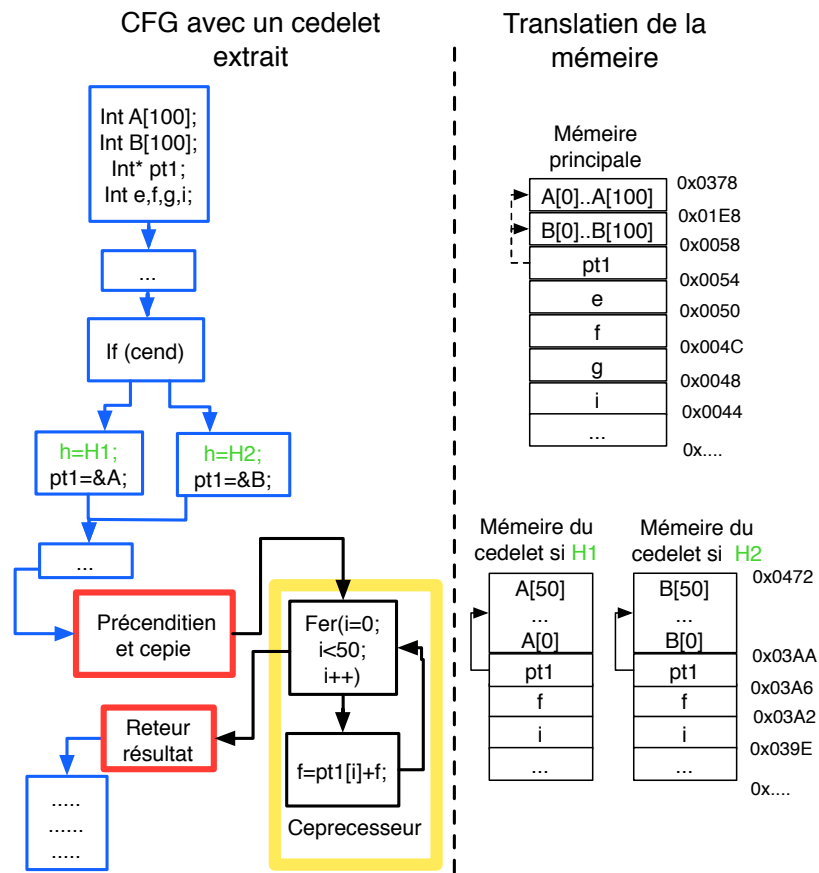 CFG avec un cedelet
extrait
Int A[100];
Int B[100];
Int* pt1;
Int e,f,g,i;
...
If (cend)
h=H1;
pt1=&A;
h=H2;
pt1=&B;
...
Précenditien
et cepie
Fer(i=0;
i<50;
i++)
Reteur
résultat
f=pt1[i]+f;
Ceprecesseur
.....
......
.....
Translatien de la
mémeire
Mémeire
principale
A[0]..A[100]
B[0]..B[100]
pt1
e
f
g
i
...
0x0378
0x01E8
0x0058
0x0054
0x0050
0x004C
0x0048
0x0044
0x....
Mémeire du
cedelet si H1
A[50]
...
A[0]
pt1
f
i
...
Mémeire du
cedelet si H2
B[50]
...
B[0]
pt1
f
i
...
0x0472
0x03AA
0x03A6
0x03A2
0x039E
0x....